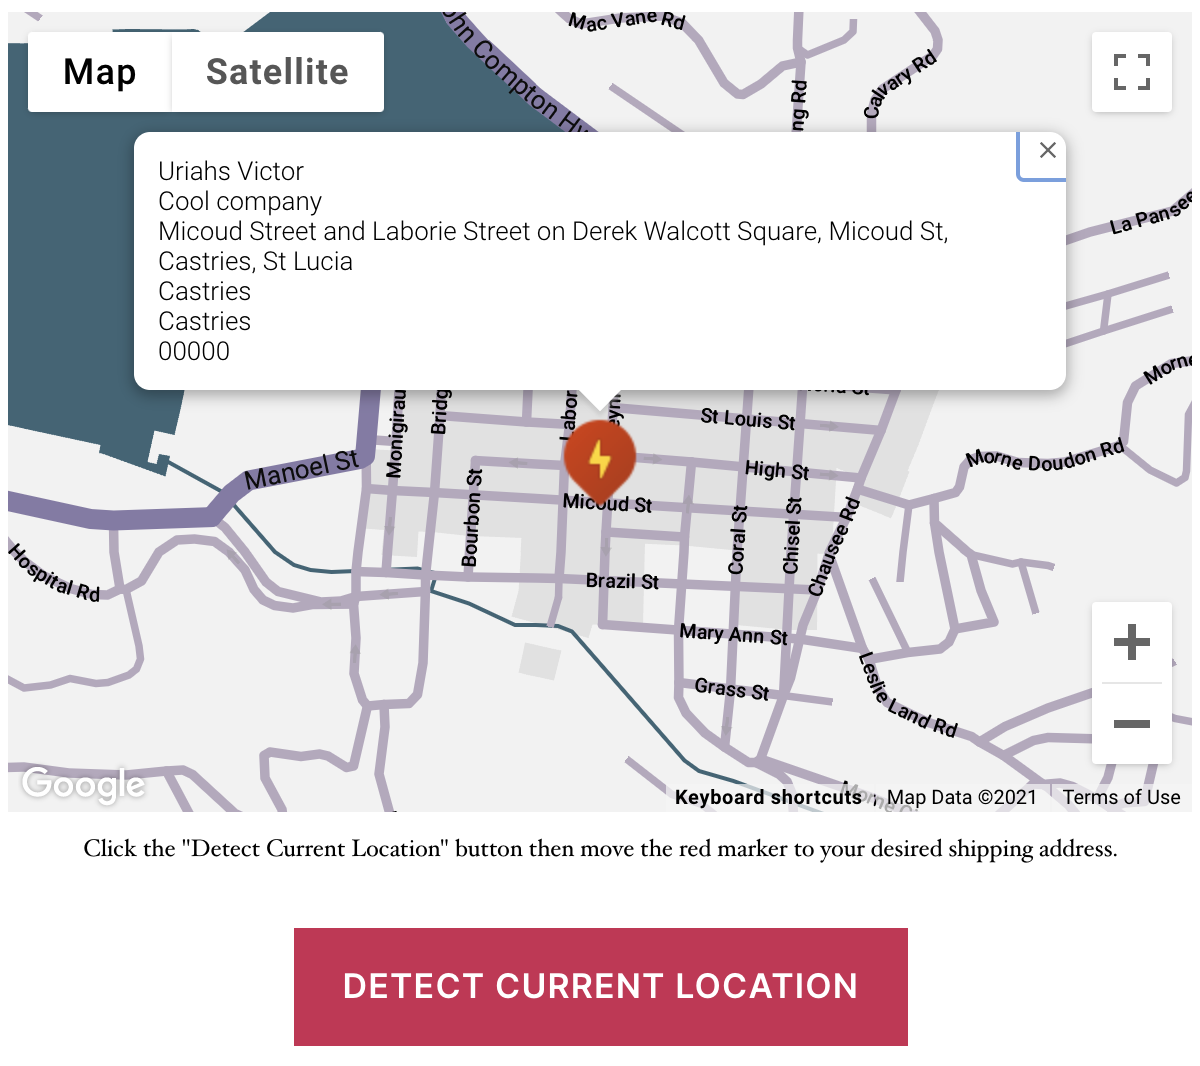 Mac Vane Rd
John Compton Hw
Map
Satellite
Calvary Rd
ng Rd
Uriahs Victor
Cool company
Micoud Street and Laborie Street on Derek Walcott Square, Micoud St,
Castries, St Lucia
Castries
Castries
00000
La Pansee
Morne
Monigirau
Bridg
Labor
eyn
St Louis St
Manoel St
High St
Morne Doudon Rd
Micoud St
Bourbon St
Coral St
Chisel St
Chausee Rd
Hospital Rd
Brazil St
Mary Ann St
Grass St
Leslie Land Rd
Google
Keyboard shortcuts
Map Data ©2021
Terms of Use
Click the "Detect Current Location" button then move the red marker to your desired shipping address.
DETECT CURRENT LOCATION